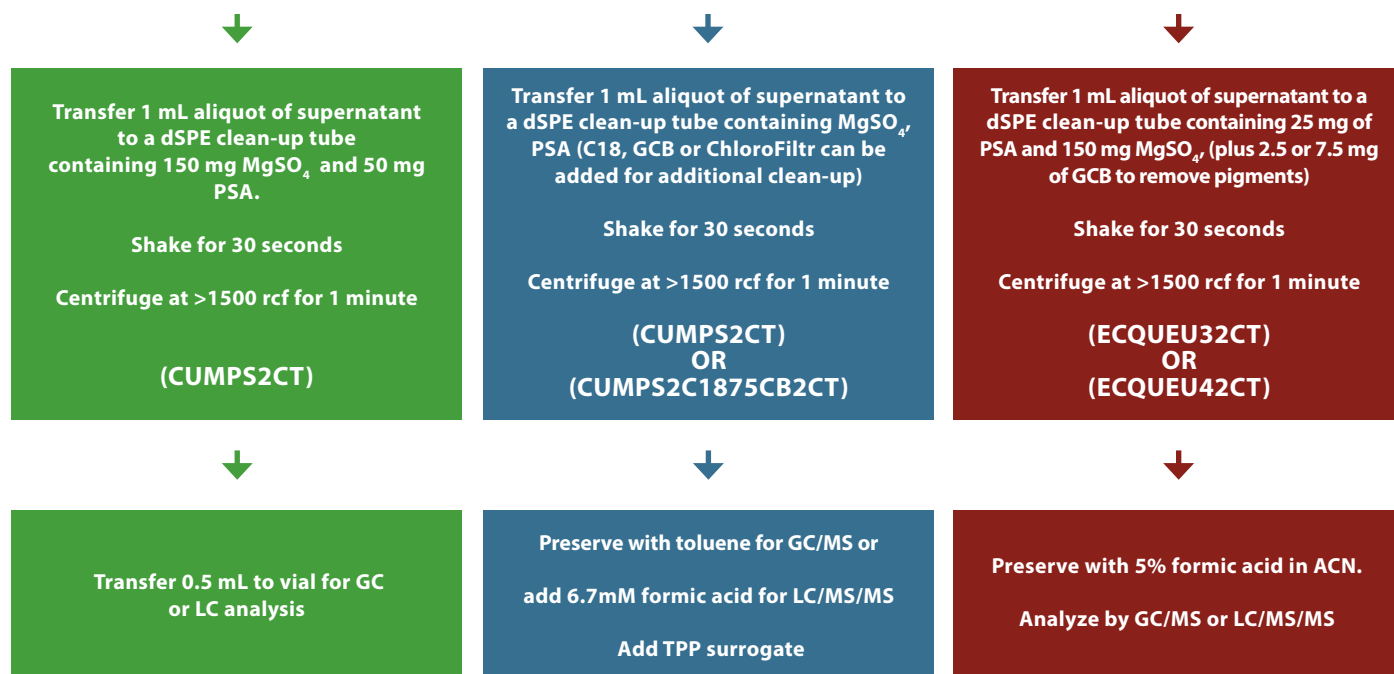 Transfer 1 mL aliquot of supernatant
to a dSPE clean-up tube
containing 150 mg MgSO₄ and 50 mg
PSA.
Shake for 30 seconds
Centrifuge at >1500 rcf for 1 minute
(CUMPS2CT)
Transfer 1 mL aliquot of supernatant to
a dSPE clean-up tube containing MgSO₄,
PSA (C18, GCB or ChloroFiltr can be
added for additional clean-up)
Shake for 30 seconds
Centrifuge at >1500 rcf for 1 minute
(CUMPS2CT)
OR
(CUMPS2C1875CB2CT)
Transfer 1 mL aliquot of supernatant to a
dSPE clean-up tube containing 25 mg of
PSA and 150 mg MgSO₄, (plus 2.5 or 7.5 mg
of GCB to remove pigments)
Shake for 30 seconds
Centrifuge at >1500 rcf for 1 minute
(ECQUEU32CT)
OR
(ECQUEU42CT)
Transfer 0.5 mL to vial for GC
or LC analysis
Preserve with toluene for GC/MS or
add 6.7mM formic acid for LC/MS/MS
Add TPP surrogate
Preserve with 5% formic acid in ACN.
Analyze by GC/MS or LC/MS/MS